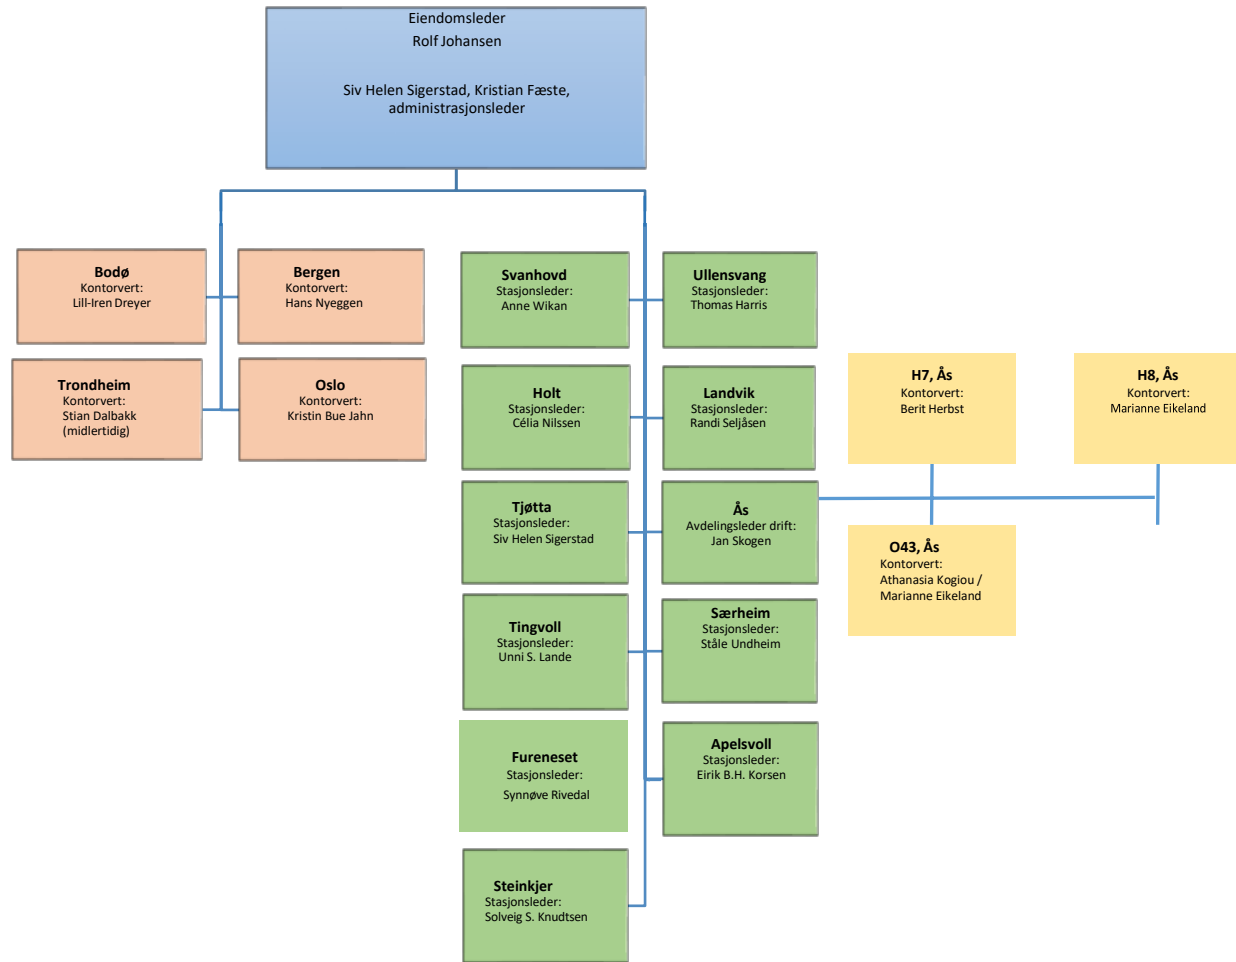 Eiendomsleder
Rolf Johansen
Siv Helen Sigerstad, Kristian Fæste,
administrasjonsleder
Bodø
Kontorvert:
Lill-Iren Dreyer
Bergen
Kontorvert:
Hans Nyeggen
Trondheim
Kontorvert:
Stian Dalbakk
(midlertidig)
Oslo
Kontorvert:
Kristin Bue Jahn
Svanhovd
Stasjonsleder:
Anne Wikan
Ullensvang
Stasjonsleder:
Thomas Harris
Holt
Stasjonsleder:
Célia Nilssen
Landvik
Stasjonsleder:
Randi Seljåsen
H7, Ås
Kontorvert:
Berit Herbst
H8, Ås
Kontorvert:
Marianne Eikeland
Tjøtta
Stasjonsleder:
Siv Helen Sigerstad
Ås
Avdelingsleder drift:
Jan Skogen
O43, Ås
Kontorvert:
Athanasia Kogiou /
Marianne Eikeland
Tingvoll
Stasjonsleder:
Unni S. Lande
Særheim
Stasjonsleder:
Ståle Undheim
Fureneset
Stasjonsleder:
Synnøve Rivedal
Apelsvoll
Stasjonsleder:
Eirik B.H. Korsen
Steinkjer
Stasjonsleder:
Solveig S. Knudtsen